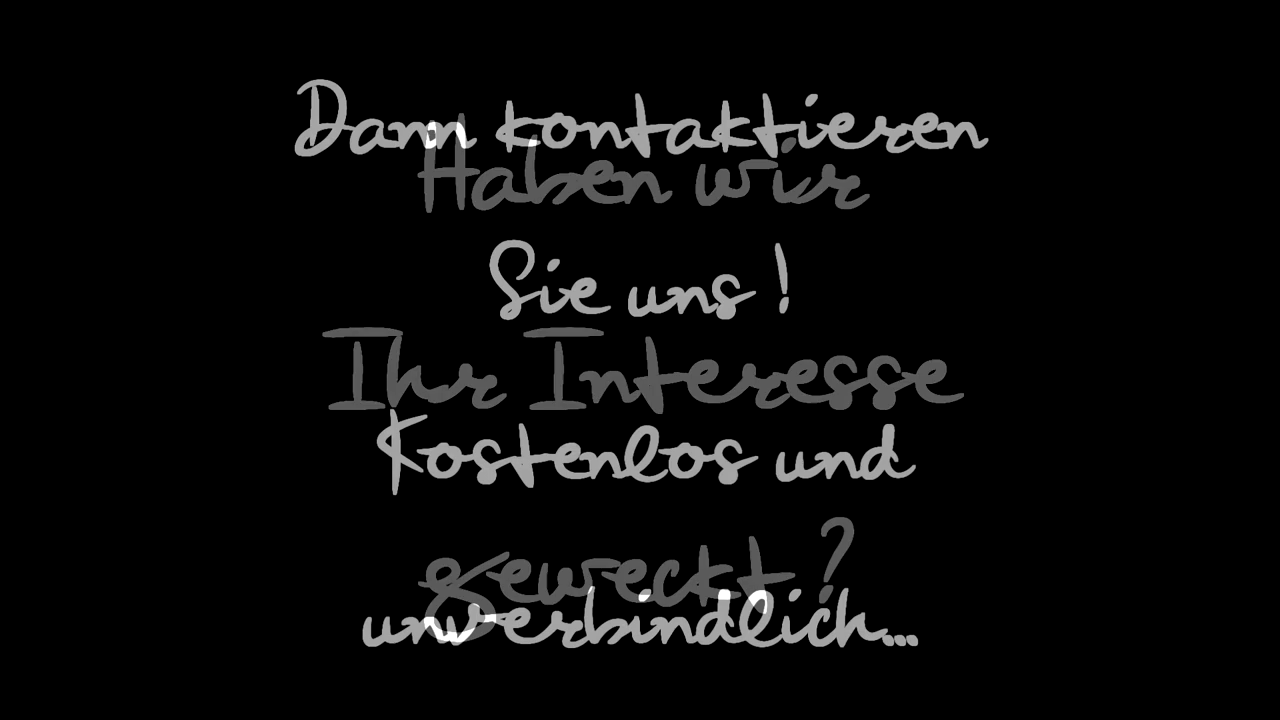 Dann kontaktieren
Haben wir
Sie uns !
Ihr Interesse
Kostenlos und
geweckt ?
unverbindlich...